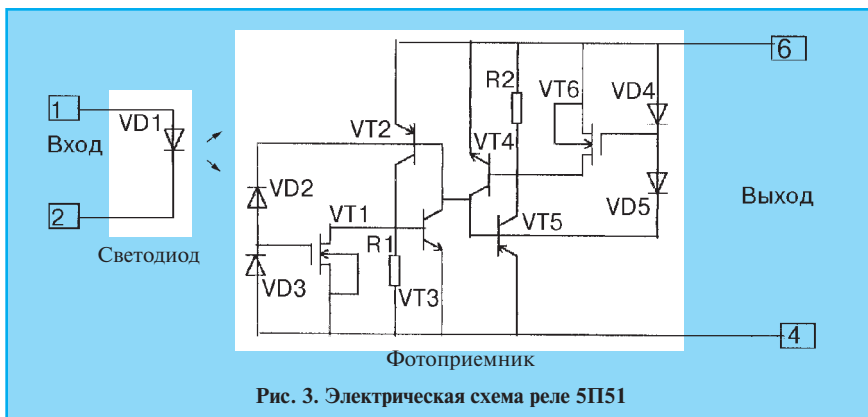 1
VD1
Вход
2
Светодиод
VT2
VD2
VT1
R1
VD3
VT3
R2
VT4
VT5
VT6
VD4
VD5
6
Выход
4
Фотоприемник
Рис. 3. Электрическая схема реле 5П51